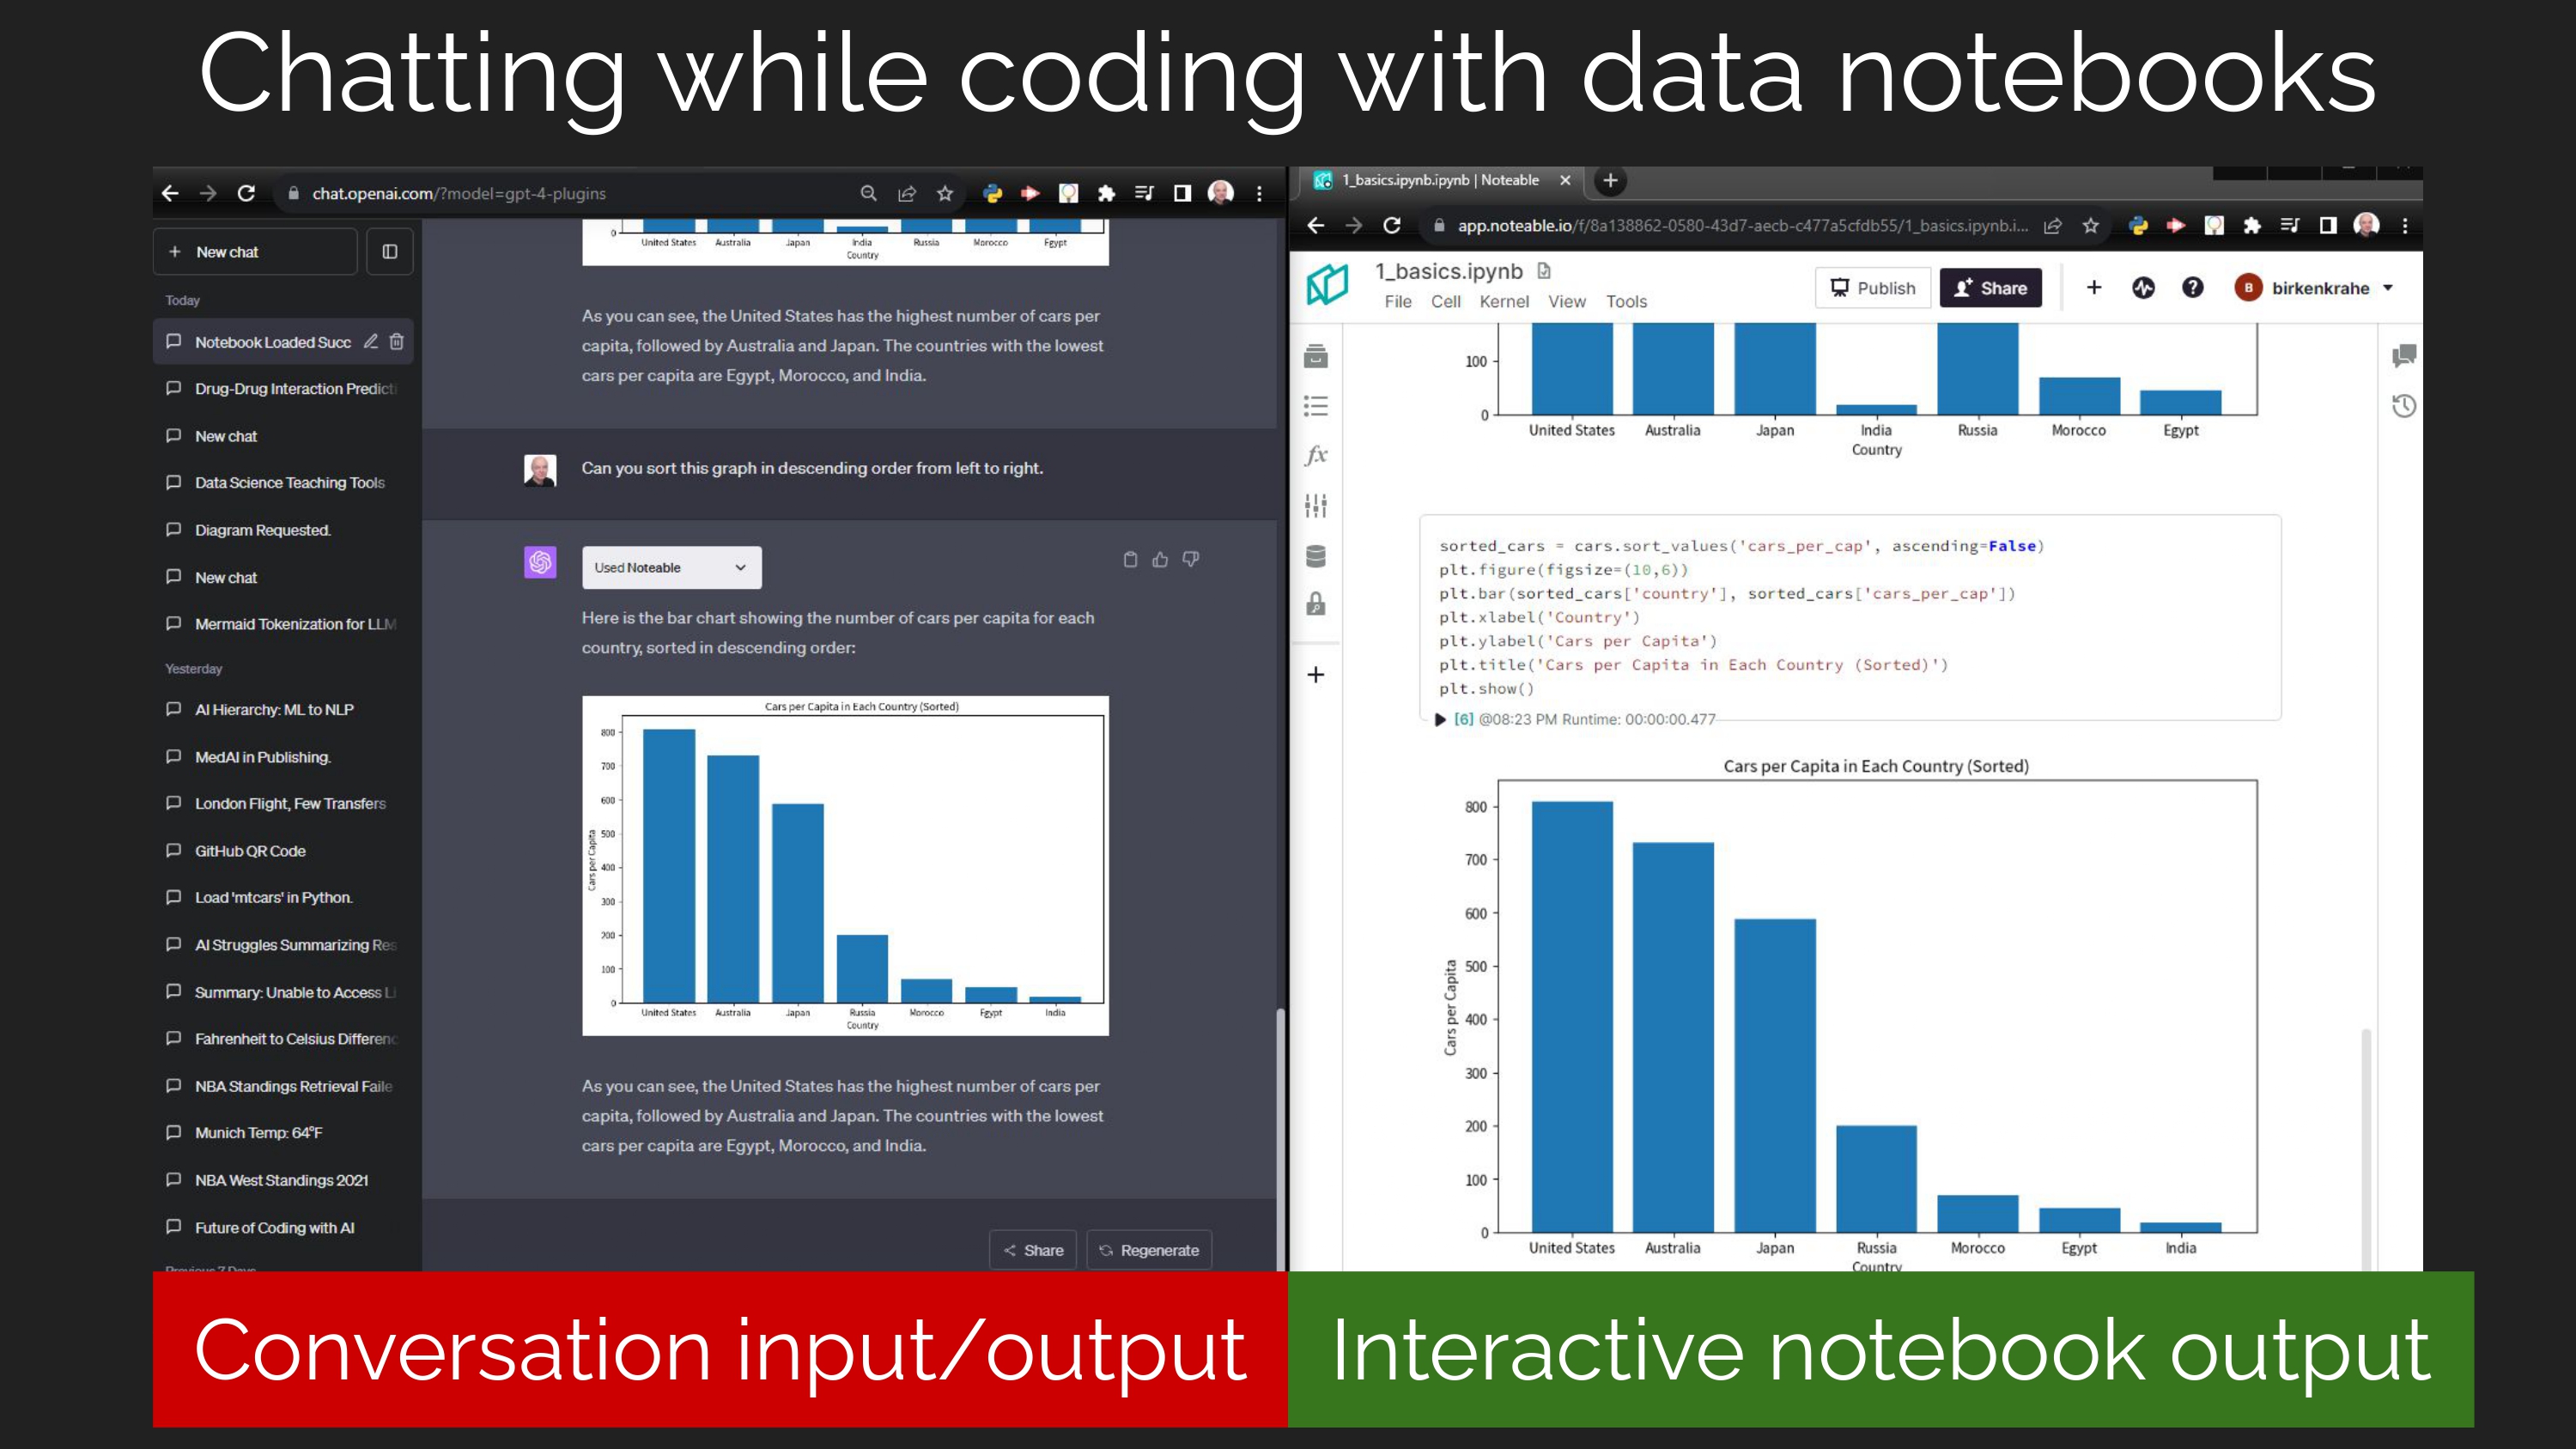 Chatting while coding with data notebooks
chat.openai.com/?model=gpt-4-plugins
New chat
Today
Notebook Loaded Succ
Drug-Drug Interaction Predicti
New chat
Data Science Teaching Tools
Diagram Requested.
New chat
Mermaid Tokenization for LLM
Yesterday
AI Hierarchy: ML to NLP
MedAI in Publishing.
London Flight, Few Transfers
GitHub QR Code
Load 'mtcars' in Python.
AI Struggles Summarizing Res
Summary: Unable to Access Li
Fahrenheit to Celsius Differenc
NBA Standings Retrieval Faile
Munich Temp: 64°F
NBA West Standings 2021
Future of Coding with AI
Previous 7 Days
0
United States Australia Japan India Russia Morocco Egypt
Country
As you can see, the United States has the highest number of cars per
capita, followed by Australia and Japan. The countries with the lowest
cars per capita are Egypt, Morocco, and India.
Can you sort this graph in descending order from left to right.
Used Noteable
Here is the bar chart showing the number of cars per capita for each
country, sorted in descending order:
Cars per Capita in Each Country (Sorted)
800
700
600
500
400
300
200
100
0
Cars per Capita
United States Australia Japan Russia Morocco Egypt India
Country
As you can see, the United States has the highest number of cars per
capita, followed by Australia and Japan. The countries with the lowest
cars per capita are Egypt, Morocco, and India.
Share Regenerate
1_basics.ipynb.ipynb | Noteable
app.noteable.io/f/8a138862-0580-43d7-aecb-c477a5cfdb55/1_basics.ipynb.i...
1_basics.ipynb
File Cell Kernel View Tools
Publish Share B birkenkrahe
fx
100
0
United States Australia Japan India Russia Morocco Egypt
Country
sorted_cars = cars.sort_values('cars_per_cap', ascending=False)
plt.figure(figsize=(10,6))
plt.bar(sorted_cars['country'], sorted_cars['cars_per_cap'])
plt.xlabel('Country')
plt.ylabel('Cars per Capita')
plt.title('Cars per Capita in Each Country (Sorted)')
plt.show()
[6] @08:23 PM Runtime: 00:00:00.477
Cars per Capita in Each Country (Sorted)
800
700
600
500
400
300
200
100
0
Cars per Capita
United States Australia Japan Russia Morocco Egypt India
Country
Conversation input/output
Interactive notebook output